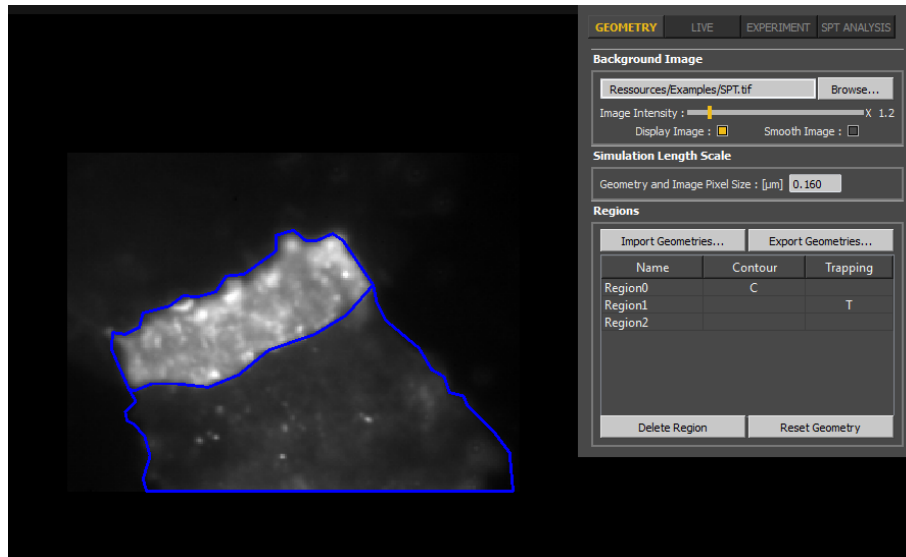 GEOMETRY LIVE EXPERIMENT SPT ANALYSIS
Background Image
Ressources/Examples/SPT.tif Browse...
Image Intensity : X 1.2
Display Image : Smooth Image :
Simulation Length Scale
Geometry and Image Pixel Size : [µm] 0.160
Regions
Import Geometries... Export Geometries...
Name Contour Trapping
Region0 C
Region1 T
Region2
Delete Region Reset Geometry